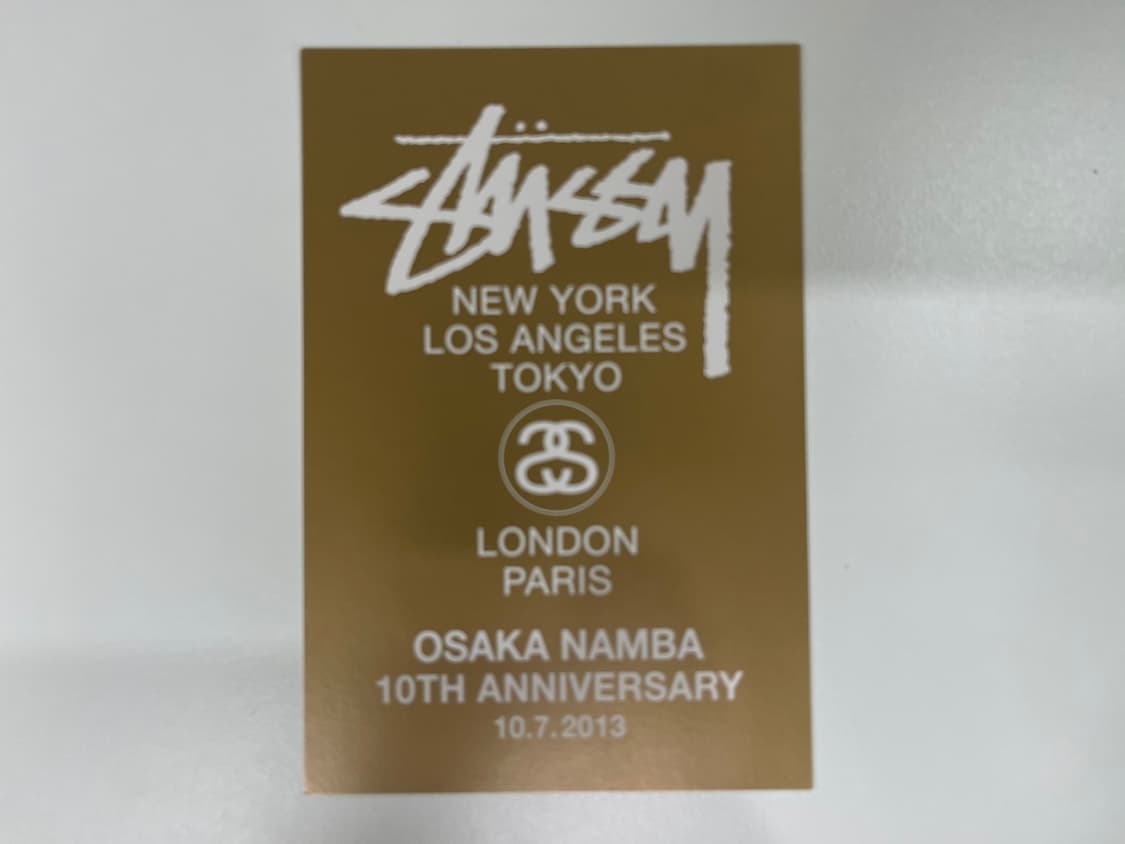 Stüssy
NEW YORK
LOS ANGELES
TOKYO
LONDON
PARIS
OSAKA NAMBA
10TH ANNIVERSARY
10.7.2013